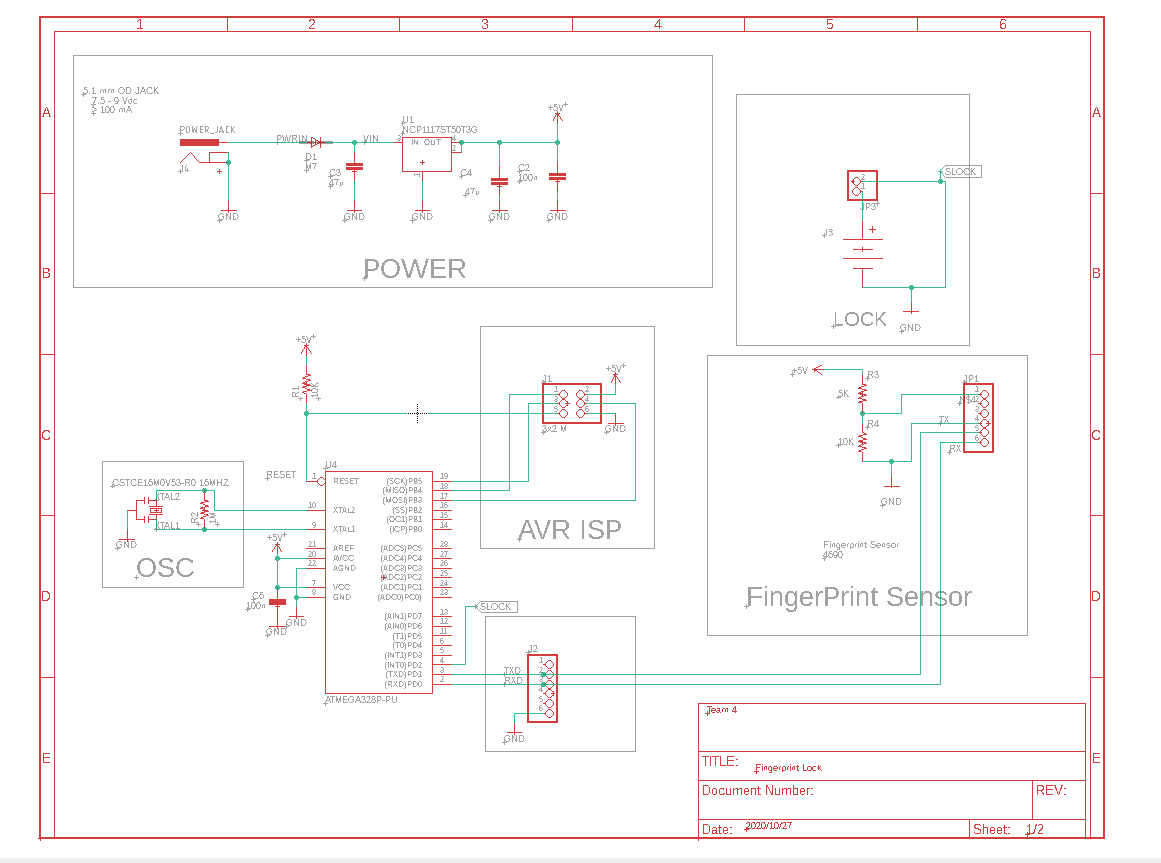 1 2 3 4 5 6
A A
B B
C C
D D
E E
5.1 mm OD JACK
7.5 - 9 Vdc
≥ 100 mA
POWER_JACK
J4
PWRIN
D1
M7
VIN
C3
47u
GND
U1
NCP1117ST50T3G
IN OUT
3
4
2
1
C4
47u
C2
100n
+5V
GND
GND
GND
GND
POWER
SLOCK
2
1
JP3
J3
GND
LOCK
+5V
R1
10K
RESET
J1
1 2
3 4
5 6
3x2 M
+5V
GND
AVR ISP
+5V
R3
5K
R4
10K
GND
JP1
1
2
3
4
5
6
TX
RX
Fingerprint Sensor
4690
FingerPrint Sensor
CSTCE16M0V53-R0 16MHZ
XTAL2
XTAL1
R2
1M
GND
OSC
+5V
C5
100n
GND
GND
U4
1 RESET
10 XTAL2
9 XTAL1
21 AREF
20 AVCC
22 AGND
7 VCC
8 GND
(SCK)PB5 19
(MISO)PB4 18
(MOSI)PB3 17
(SS)PB2 16
(OC1)PB1 15
(ICP)PB0 14
(ADC5)PC5 28
(ADC4)PC4 27
(ADC3)PC3 26
(ADC2)PC2 25
(ADC1)PC1 24
(ADC0)PC0) 23
(AIN1)PD7 13
(AIN0)PD6 12
(T1)PD5 11
(T0)PD4 6
(INT1)PD3 5
(INT0)PD2 4
(TXD)PD1 3
(RXD)PD0 2
ATMEGA328P-PU
SLOCK
J2
TXD
RXD
1
2
3
4
5
6
GND
Team 4
TITLE: Fingerprint Lock
Document Number:
REV:
Date: 2020/10/27
Sheet: 1/2